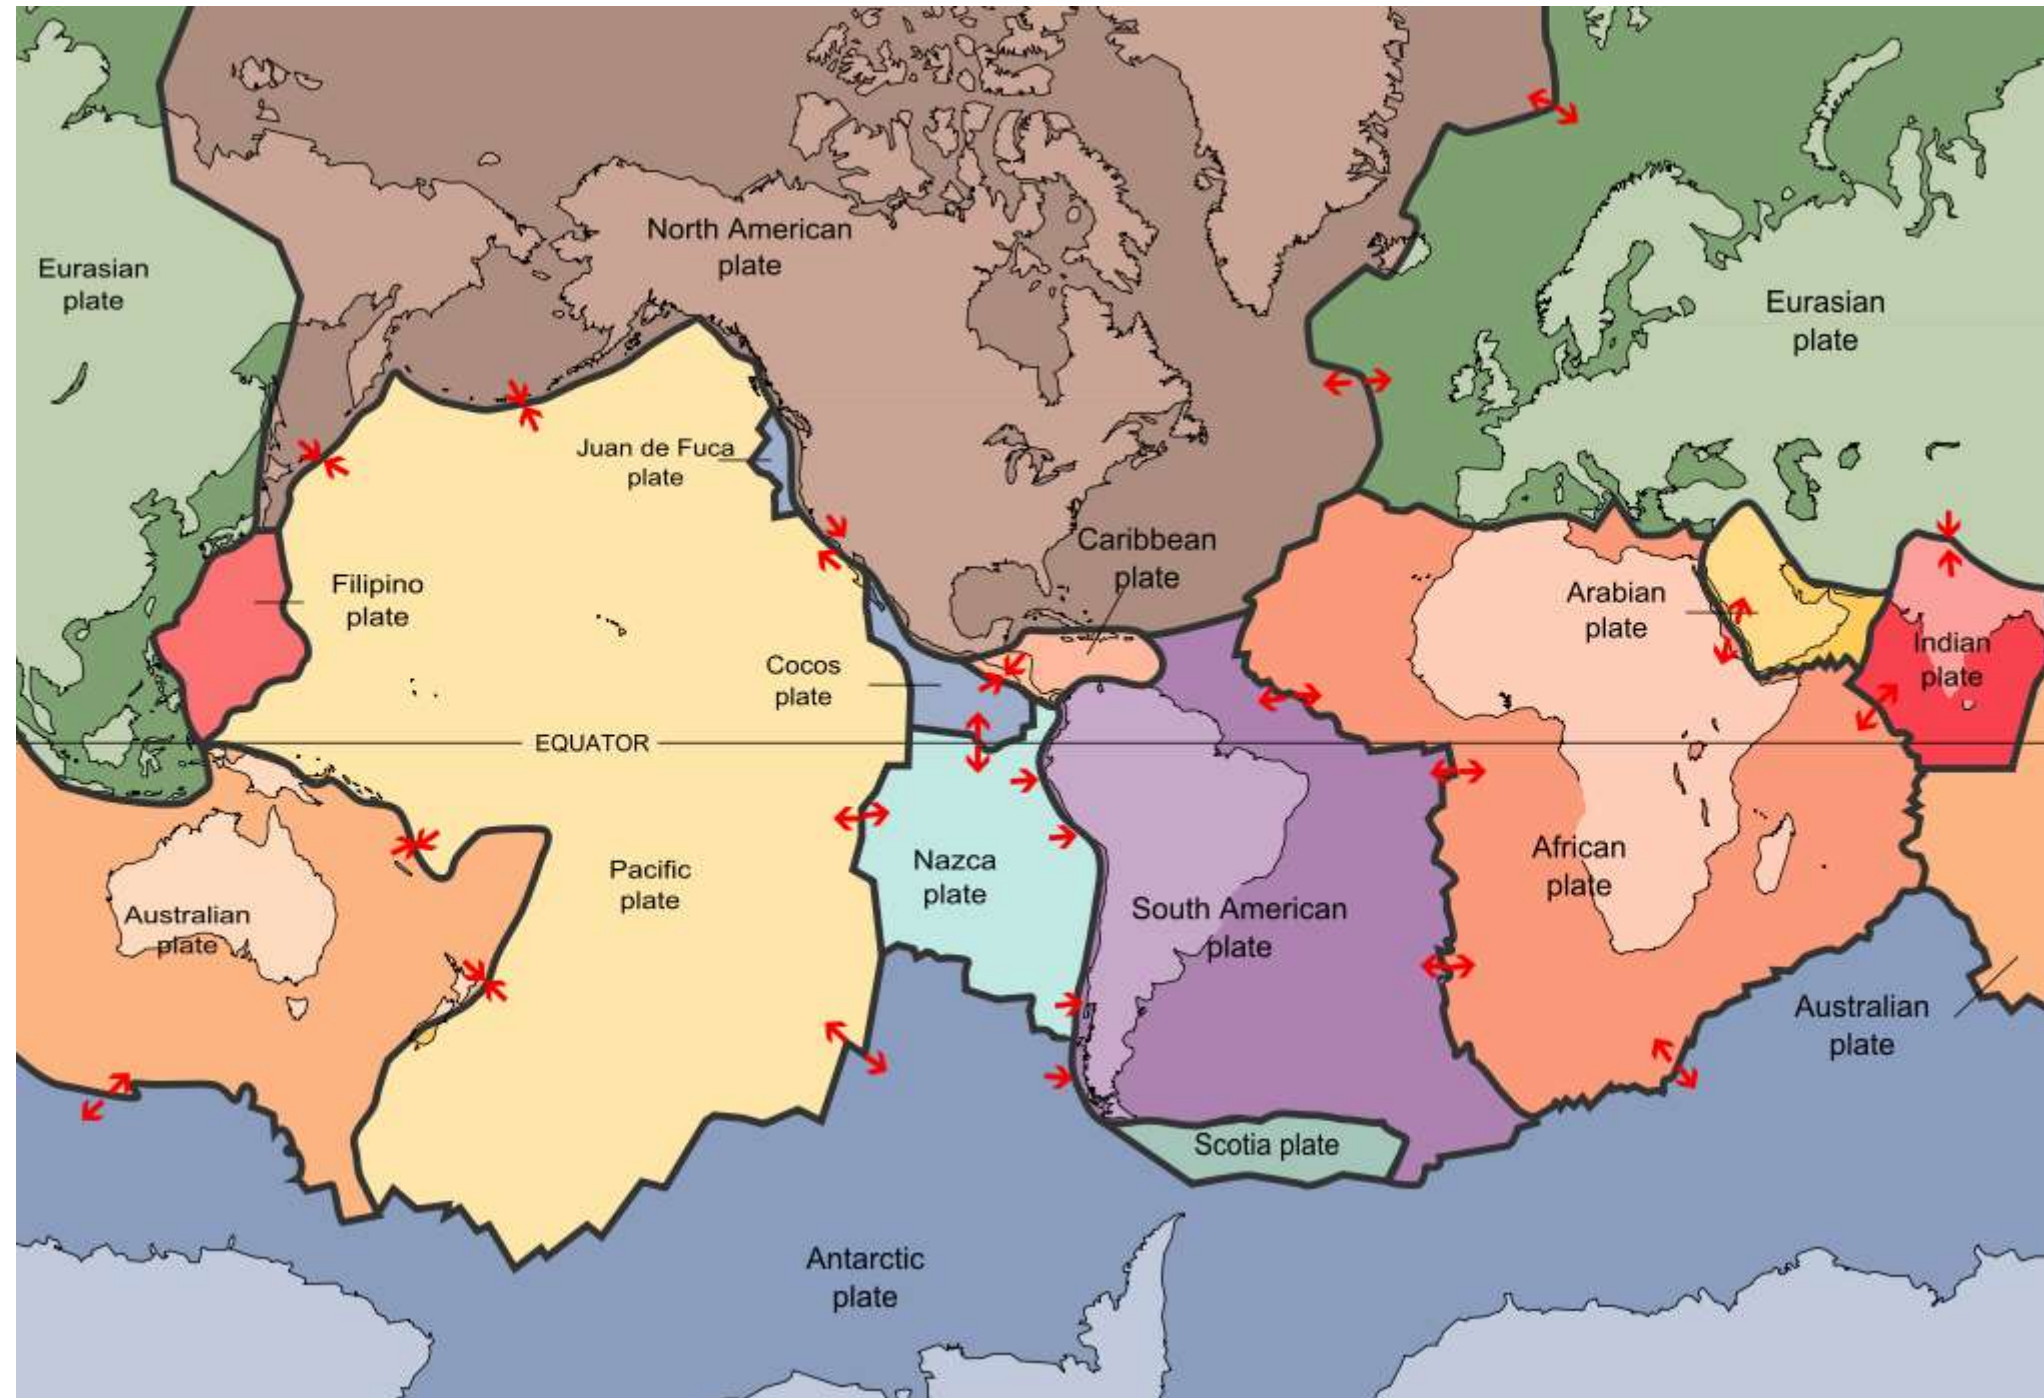 North American
plate
Eurasian
plate
Eurasian
plate
Juan de Fuca
plate
Caribbean
plate
Filipino
plate
Arabian
plate
Indian
plate
Cocos
plate
EQUATOR
Nazca
plate
African
plate
Pacific
plate
South American
plate
Australian
plate
Australian
plate
Scotia plate
Antarctic
plate